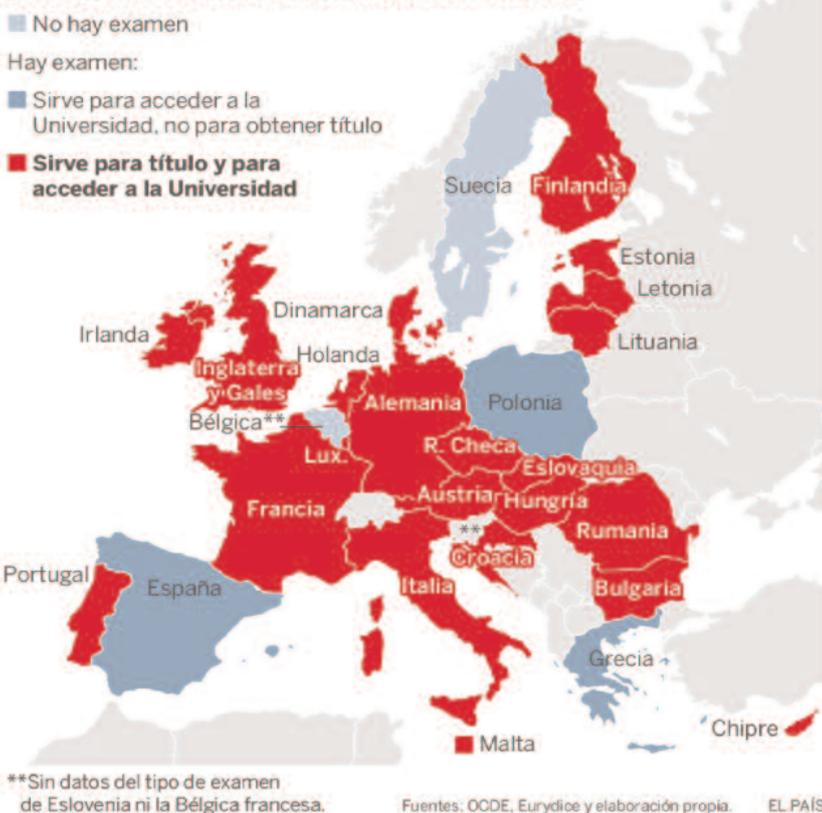 No hay examen
Hay examen:
Sirve para acceder a la
Universidad, no para obtener título
Sirve para título y para
acceder a la Universidad
Suecia
Finlandia
Estonia
Letonia
Lituania
Dinamarca
Irlanda
Holanda
Inglaterra
y Gales
Bélgica**
Alemania
Polonia
R. Checa
Lux.
Eslovaquia
Austria
Hungría
Francia
**
Rumania
Croacia
Portugal
España
Italia
Bulgaria
Grecia
Chipre
Malta
**Sin datos del tipo de examen
de Eslovenia ni la Bélgica francesa.
Fuentes: OCDE, Eurydice y elaboración propia.
EL PAÍS